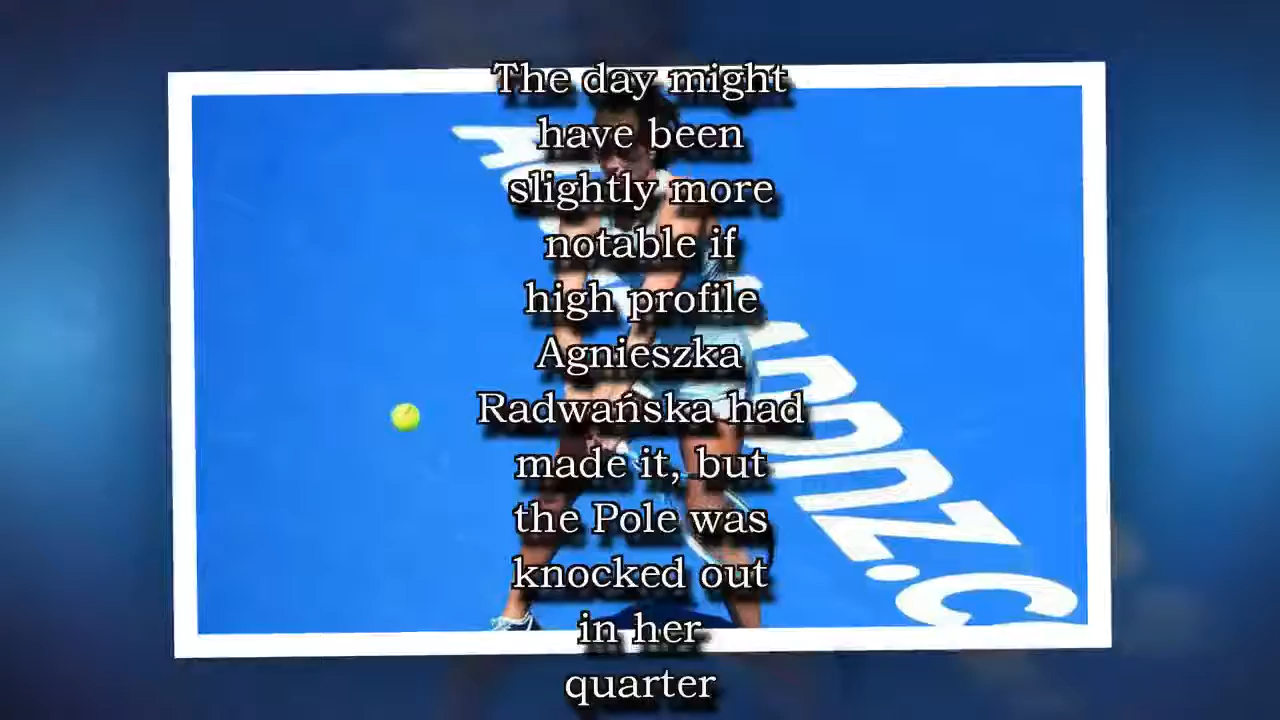 The day might
have been
slightly more
notable if
high profile
Agnieszka
Radwańska had
made it, but
the Pole was
knocked out
in her
quarter
NZ.C